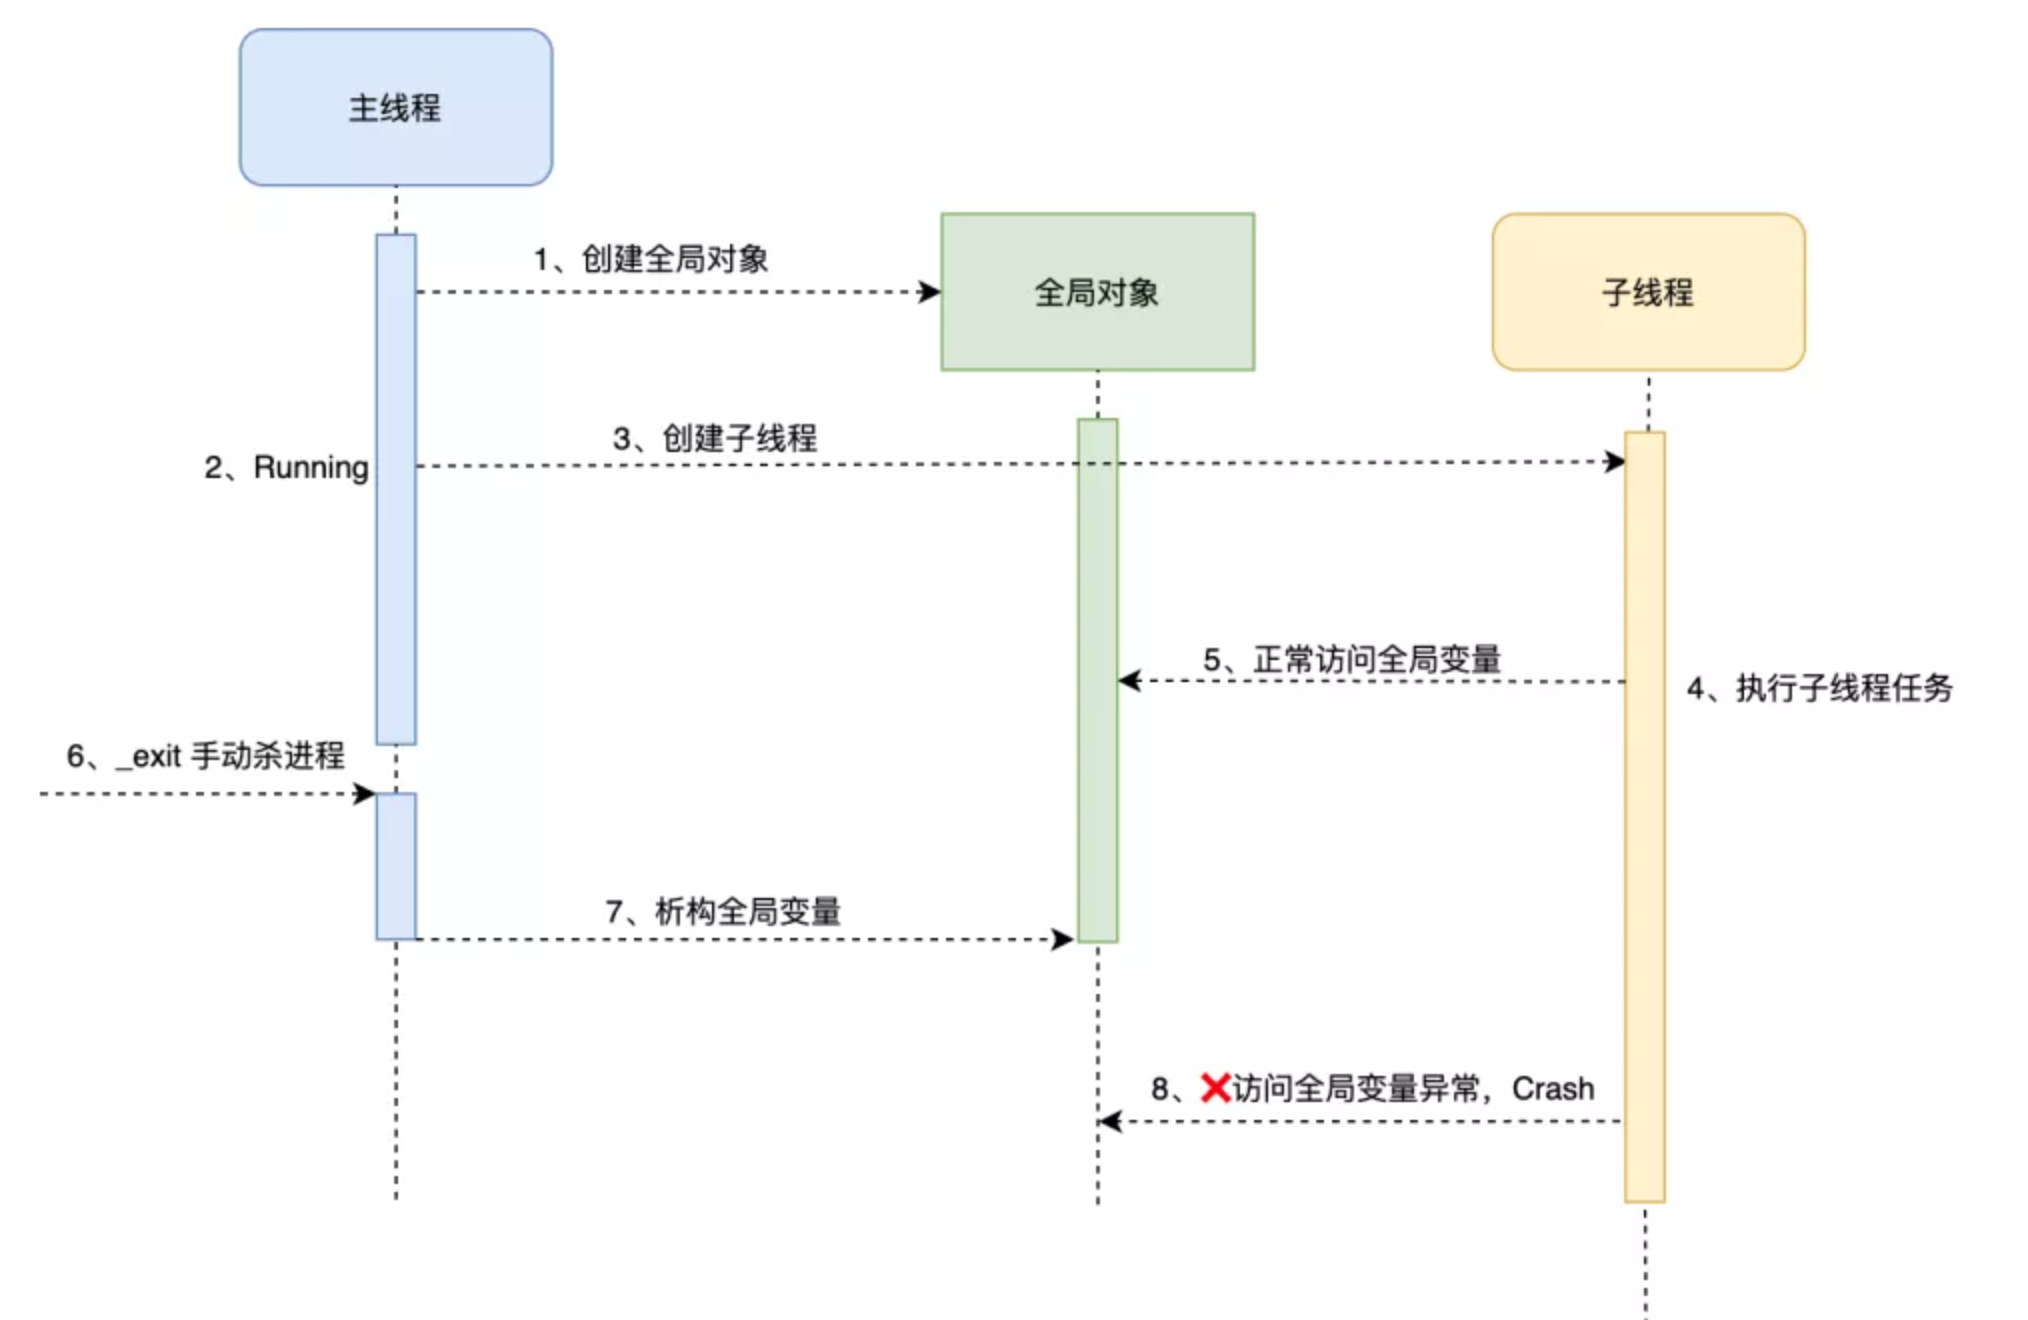 主线程
1、创建全局对象
全局对象
子线程
3、创建子线程
2、Running
5、正常访问全局变量
4、执行子线程任务
6、_exit 手动杀进程
7、析构全局变量
8、❌访问全局变量异常，Crash